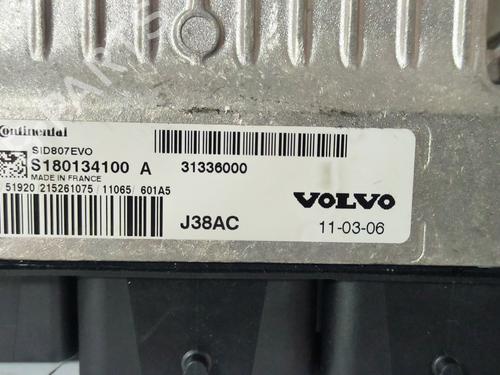 Continental
SID807EVO
S180134100 A
MADE IN FRANCE
51920 215261075 / 11065 / 601A5
31336000
VOLVO
J38AC
11-03-06